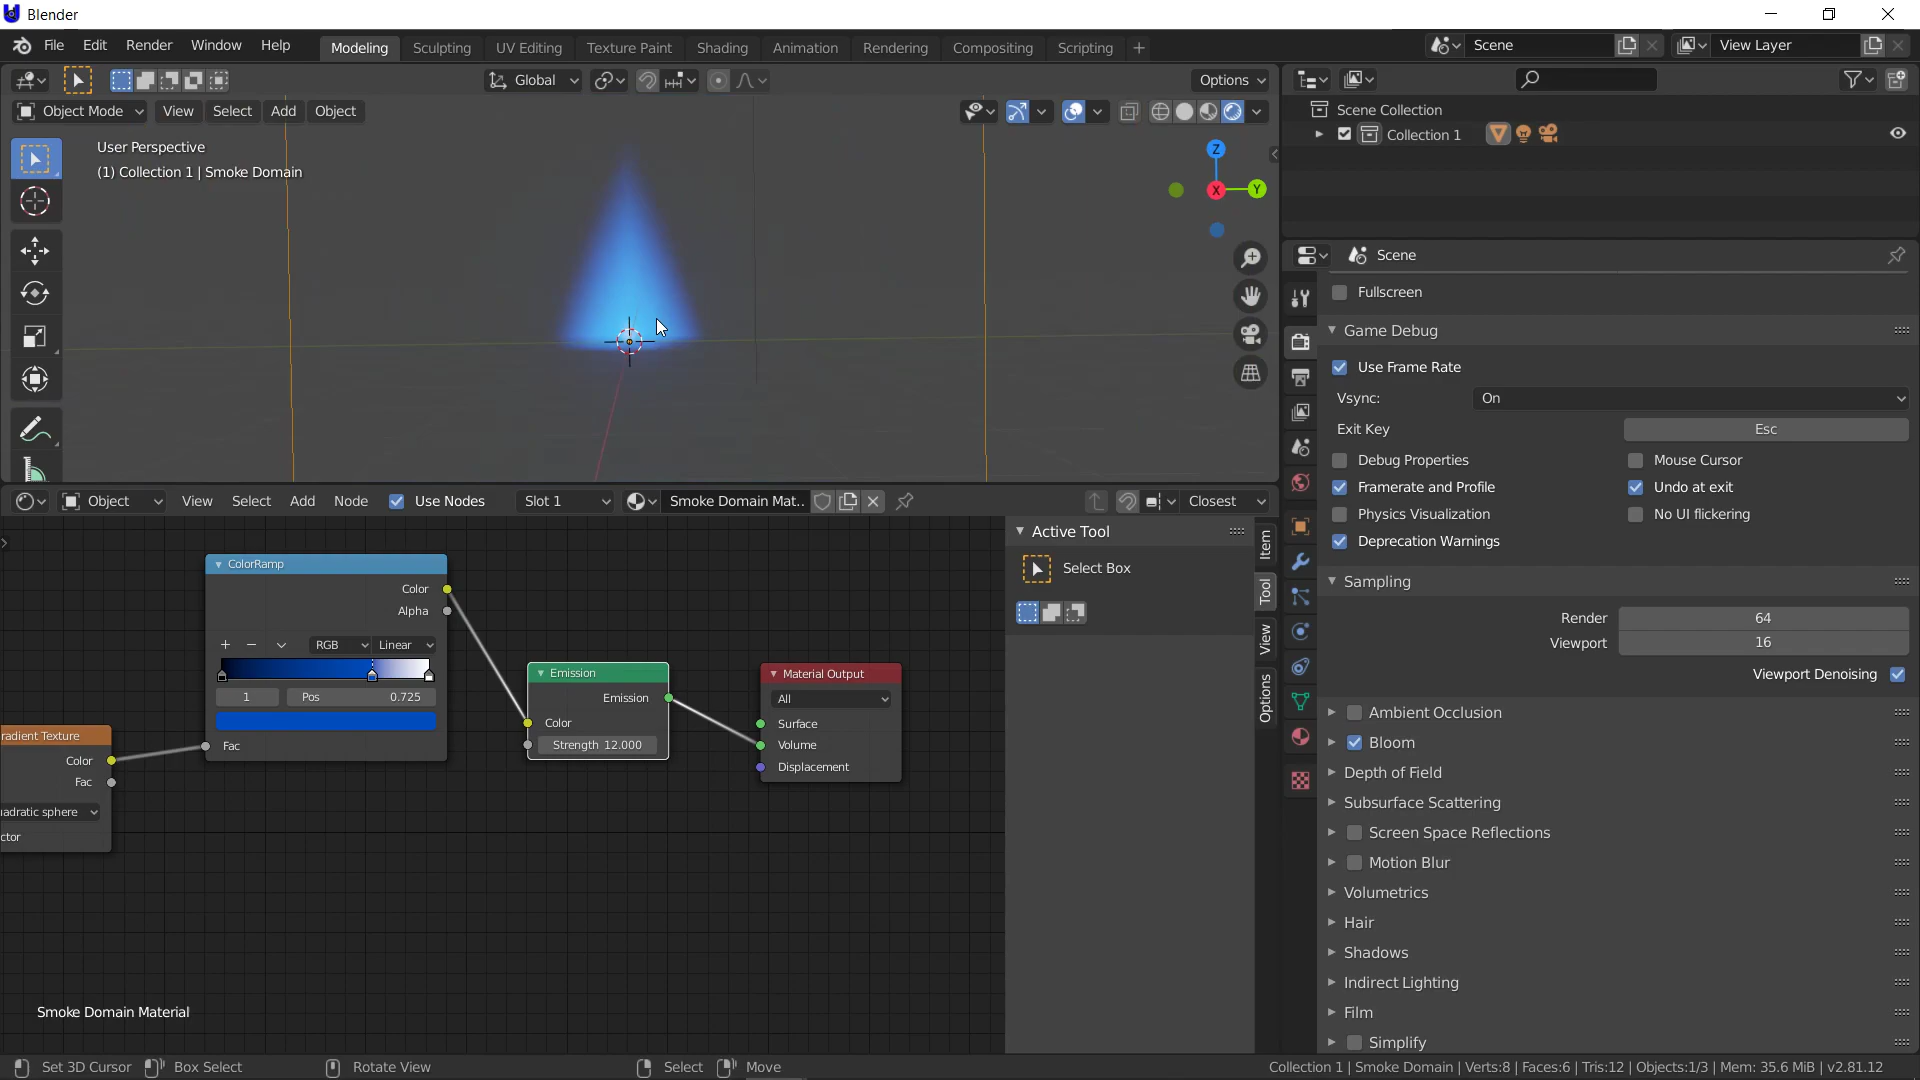 Blender
File Edit Render Window Help
Modeling Sculpting UV Editing Texture Paint Shading Animation Rendering Compositing Scripting +
Scene
View Layer
Global
Options
Object Mode View Select Add Object
User Perspective
(1) Collection 1 | Smoke Domain
Z
X
Y
Scene Collection
Collection 1
Scene
Fullscreen
Game Debug
Use Frame Rate
Vsync: On
Exit Key Esc
Debug Properties Mouse Cursor
Framerate and Profile Undo at exit
Physics Visualization No UI flickering
Deprecation Warnings
Sampling
Render 64
Viewport 16
Viewport Denoising
Ambient Occlusion
Bloom
Depth of Field
Subsurface Scattering
Screen Space Reflections
Motion Blur
Volumetrics
Hair
Shadows
Indirect Lighting
Film
Simplify
Object View Select Add Node Use Nodes Slot 1 Smoke Domain Mat.. Closest
Active Tool
Select Box
Item
Tool
View
Options
radient Texture
Color
Fac
uadratic sphere
ctor
ColorRamp
Color
Alpha
+ − RGB Linear
1 Pos 0.725
Fac
Emission
Emission
Color
Strength 12.000
Material Output
All
Surface
Volume
Displacement
Smoke Domain Material
Set 3D Cursor Box Select Rotate View Select Move
Collection 1 | Smoke Domain | Verts:8 | Faces:6 | Tris:12 | Objects:1/3 | Mem: 35.6 MiB | v2.81.12